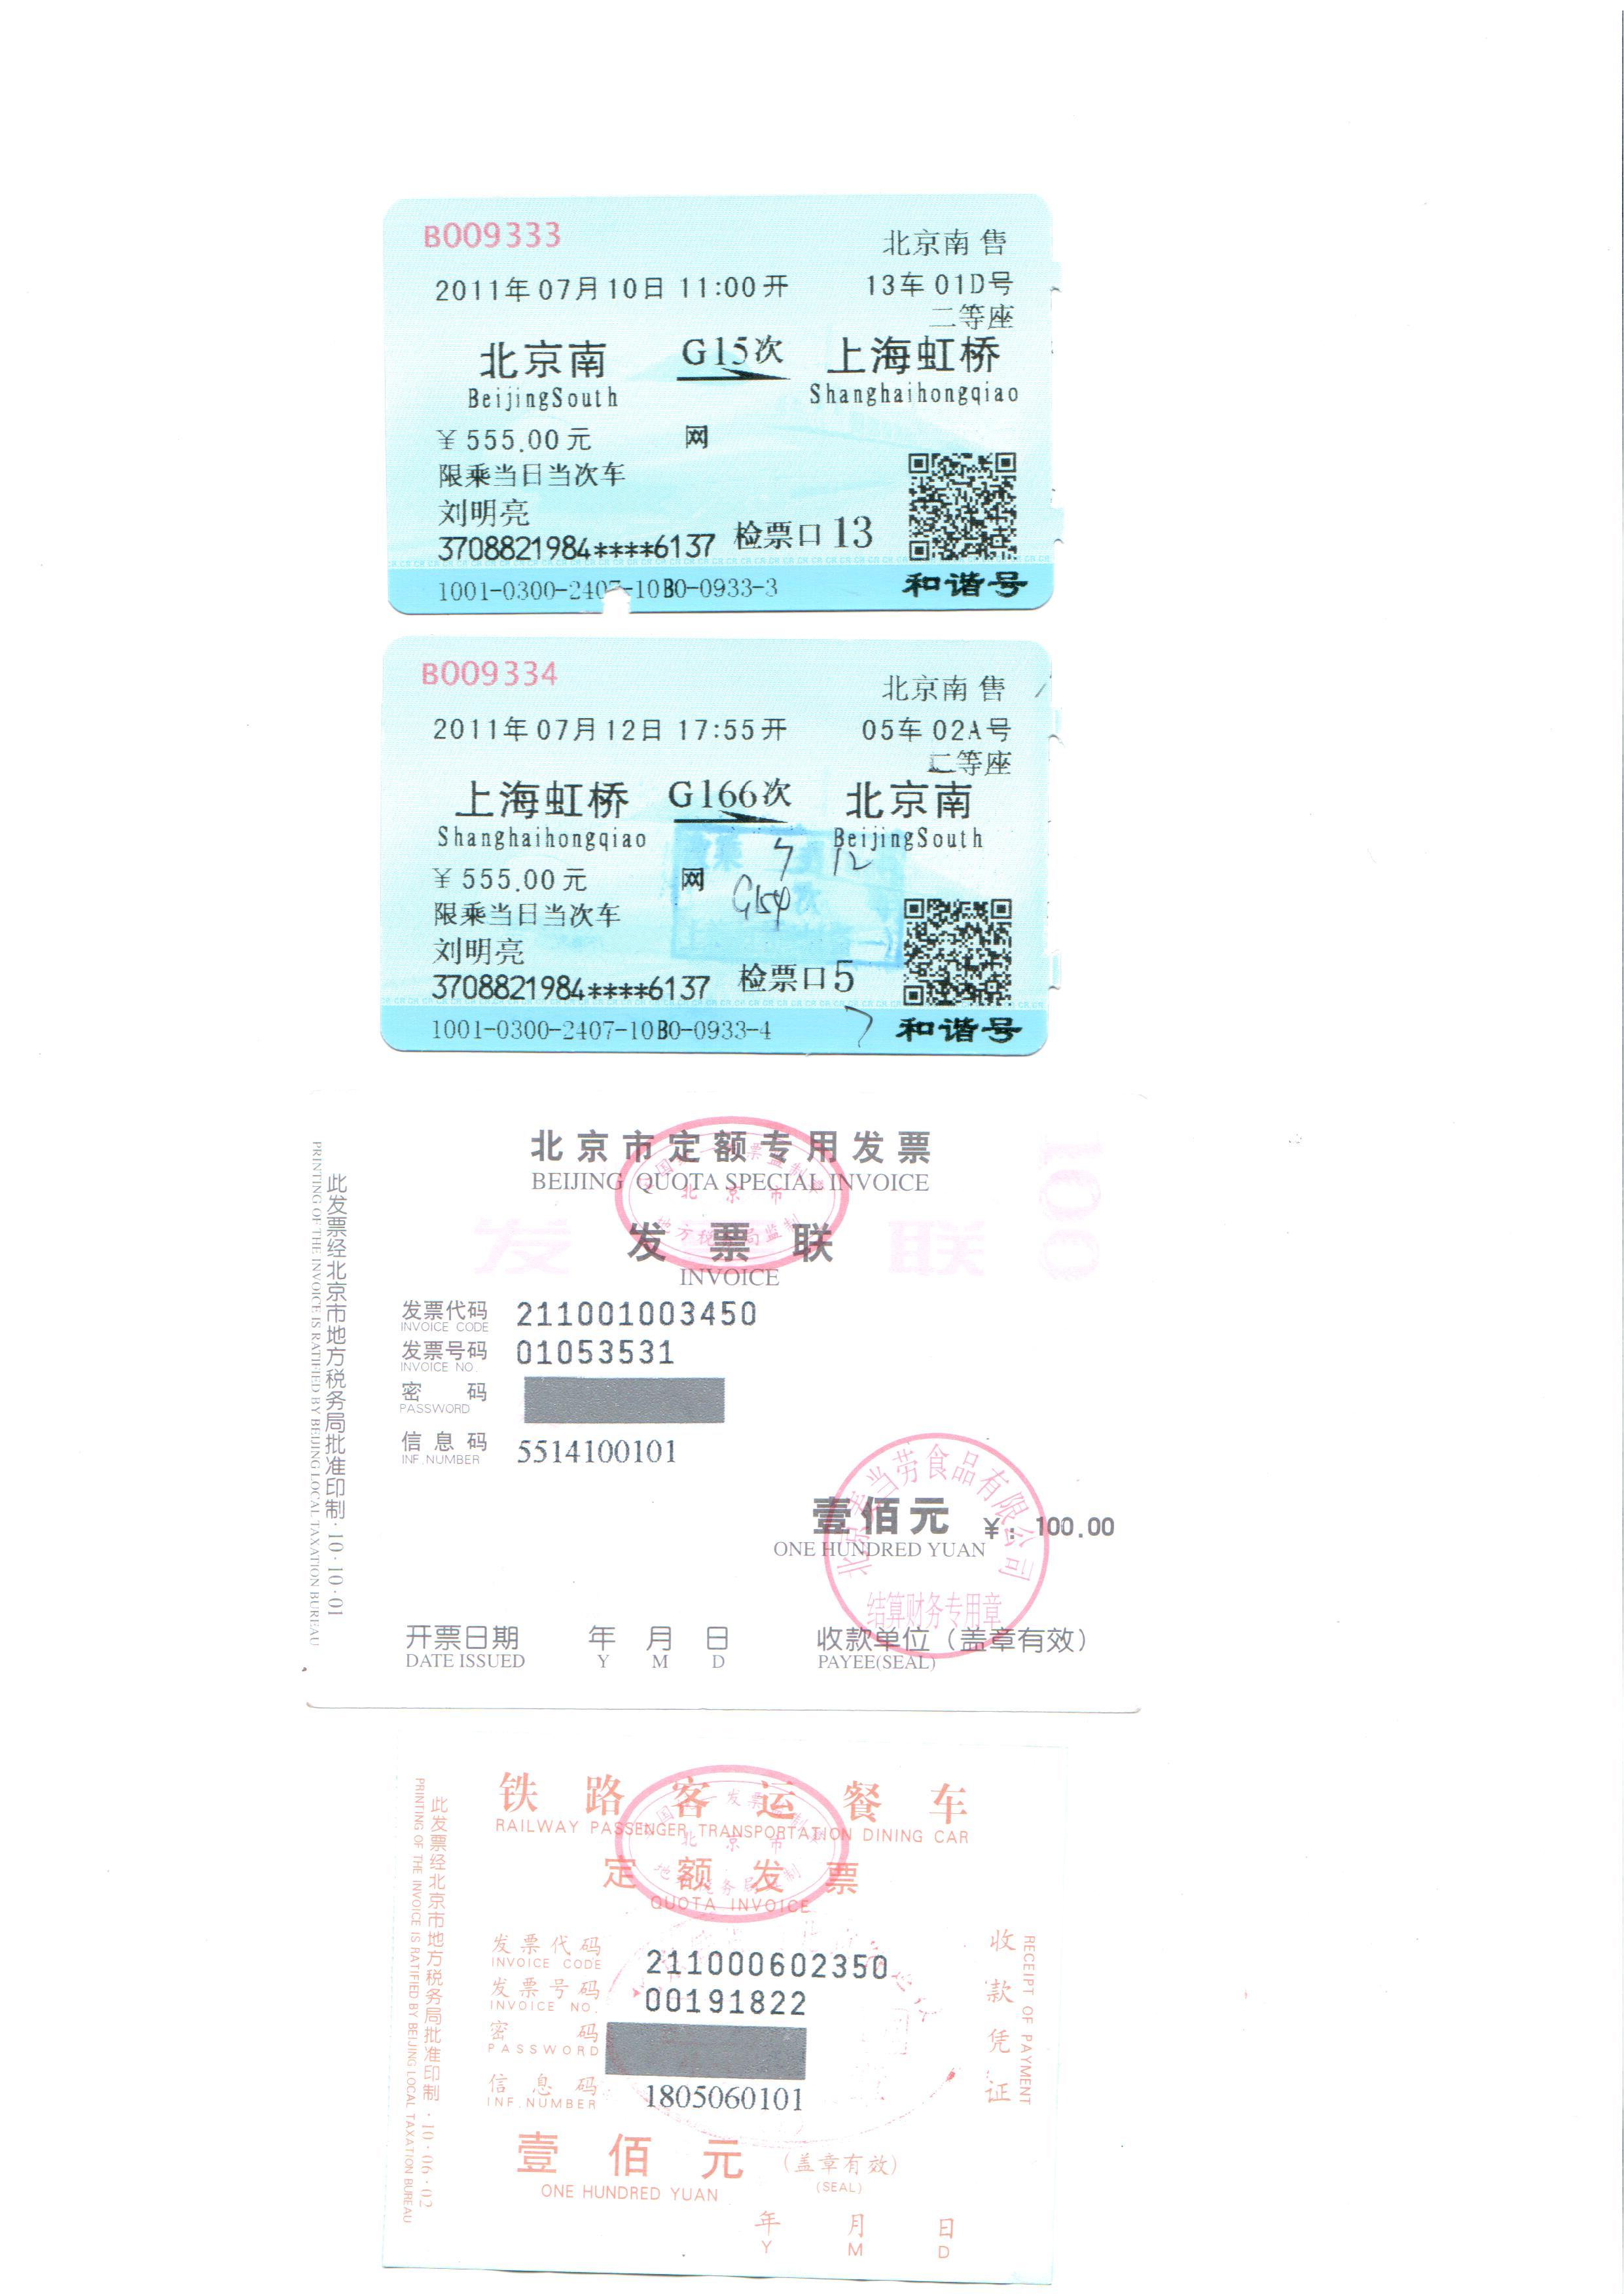 B009333
北京南 售
2011年07月10日 11:00开 13车 01D号
二等座
北京南 G15次 上海虹桥
BeijingSouth Shanghaihongqiao
¥555.00元 网
限乘当日当次车
刘明亮
3708821984****6137 检票口13
1001-0300-2407-10B0-0933-3 和谐号
B009334
北京南 售
2011年07月12日 17:55开 05车 02A号
二等座
上海虹桥 G166次 北京南
Shanghaihongqiao BeijingSouth
7 12
¥555.00元 网
G154
限乘当日当次车
刘明亮
3708821984****6137 检票口5
1001-0300-2407-10B0-0933-4 和谐号
北京市定额专用发票
BEIJING QUOTA SPECIAL INVOICE
北京市
地方税务局监制
发票联
INVOICE
发票联
100
发票代码 211001003450
INVOICE CODE
发票号码 01053531
INVOICE NO.
密 码
PASSWORD
信息码 5514100101
INF.NUMBER
壹佰元 ¥: 100.00
ONE HUNDRED YUAN
北京麦当劳食品有限公司
结算财务专用章
开票日期 年 月 日 收款单位（盖章有效）
DATE ISSUED Y M D PAYEE(SEAL)
此发票经北京市地方税务局批准印制·10·10·01
PRINTING OF THE INVOICE IS RATIFIED BY BEIJING LOCAL TAXATION BUREAU
铁路客运餐车
RAILWAY PASSENGER TRANSPORTATION DINING CAR
北京市
定额发票
QUOTA INVOICE
发票代码 211000602350
INVOICE CODE
发票号码 00191822
INVOICE NO.
密 码
PASSWORD
信息码 1805060101
INF.NUMBER
壹佰元 (盖章有效)
ONE HUNDRED YUAN (SEAL)
年 月 日
Y M D
收款凭证
RECEIPT OF PAYMENT
此发票经北京市地方税务局批准印制·10·06·02
PRINTING OF THE INVOICE IS RATIFIED BY BEIJING LOCAL TAXATION BUREAU